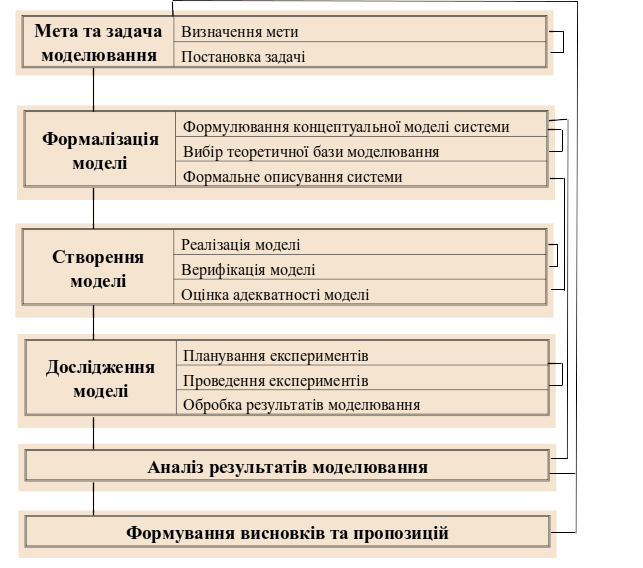 Мета та задача
моделювання
Визначення мети
Постановка задачі
Формалізація
моделі
Формулювання концептуальної моделі системи
Вибір теоретичної бази моделювання
Формальне описування системи
Створення
моделі
Реалізація моделі
Верифікація моделі
Оцінка адекватності моделі
Дослідження
моделі
Планування експериментів
Проведення експериментів
Обробка результатів моделювання
Аналіз результатів моделювання
Формування висновків та пропозицій